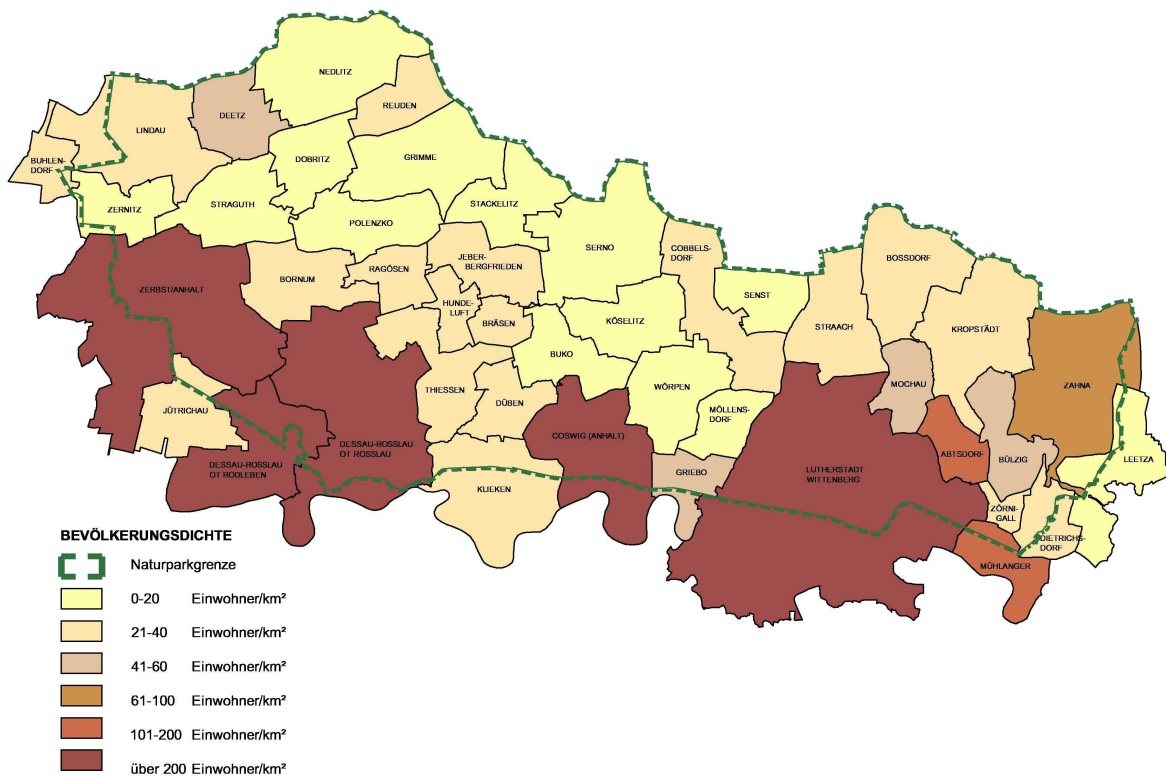 NEDLITZ
REUDEN
DEETZ
LINDAU
BUHLEN-
DORF
DOBRITZ
GRIMME
ZERNITZ
STRAGUTH
STACKELITZ
POLENZKO
SERNO
COBBELS-
DORF
BOSSDORF
JEBER-
BERGFRIEDEN
RAGÖSEN
BORNUM
ZERBST/ANHALT
SENST
HUNDE-
LUFT
BRÄSEN
KÖSELITZ
STRAACH
KROPSTÄDT
BUKO
WÖRPEN
MOCHAU
ZAHNA
THIESSEN
DÜBEN
MÖLLENS-
DORF
JÜTRICHAU
COSWIG (ANHALT)
DESSAU-ROSSLAU
OT ROSSLAU
ABTSDORF
BÜLZIG
LEETZA
DESSAU-ROSSLAU
OT RODLEBEN
GRIEBO
LUTHERSTADT
WITTENBERG
KLIEKEN
ZÖRNI-
GALL
DIETRICHS-
DORF
MÜHLANGER
BEVÖLKERUNGSDICHTE
Naturparkgrenze
0-20 Einwohner/km²
21-40 Einwohner/km²
41-60 Einwohner/km²
61-100 Einwohner/km²
101-200 Einwohner/km²
über 200 Einwohner/km²